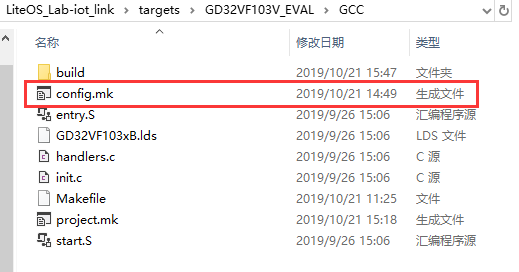 LiteOS_Lab-iot_link > targets > GD32VF103V_EVAL > GCC
名称 修改日期 类型
build 2019/10/21 15:47 文件夹
config.mk 2019/10/21 14:49 生成文件
entry.S 2019/9/26 15:06 汇编程序源
GD32VF103xB.lds 2019/9/26 15:06 LDS 文件
handlers.c 2019/9/26 15:06 C 源
init.c 2019/9/26 15:06 C 源
Makefile 2019/10/21 11:25 文件
project.mk 2019/10/21 15:18 生成文件
start.S 2019/9/26 15:06 汇编程序源